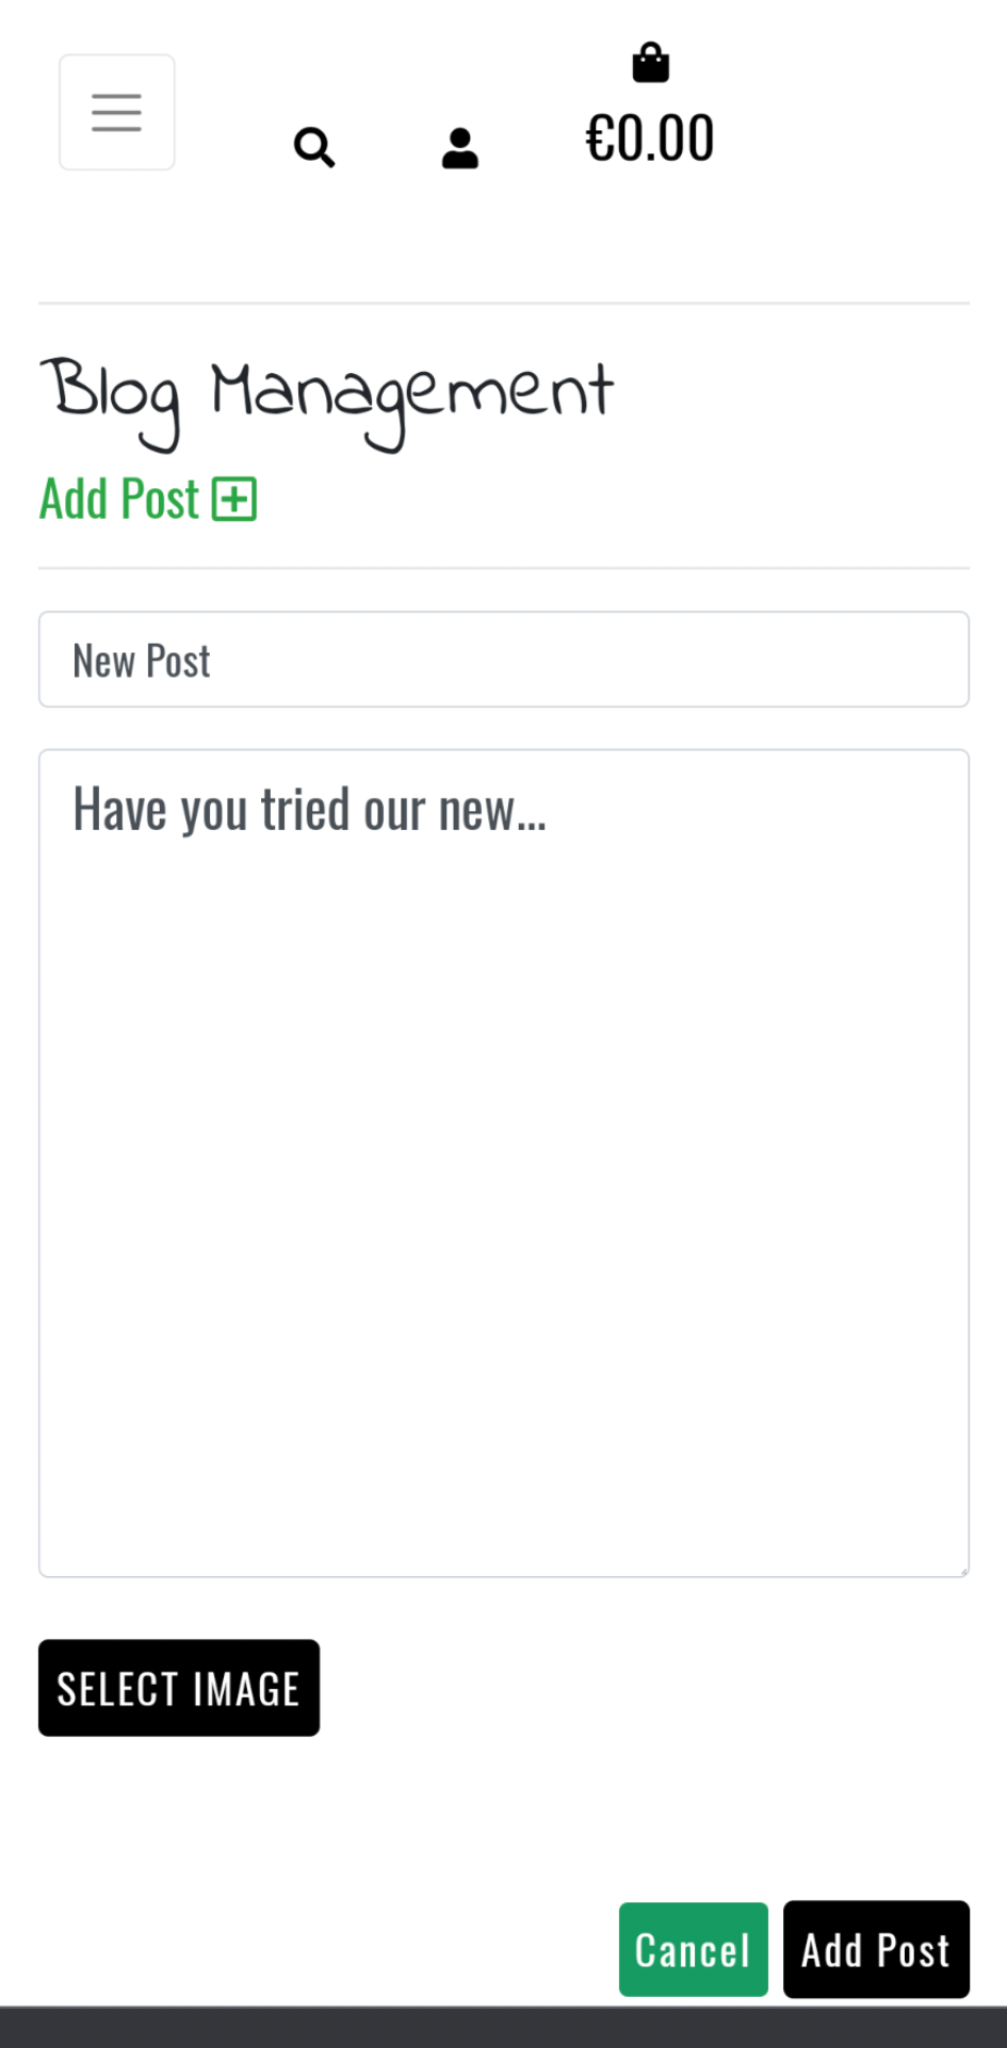 €0.00
Blog Management
Add Post
New Post
Have you tried our new...
SELECT IMAGE
Cancel
Add Post